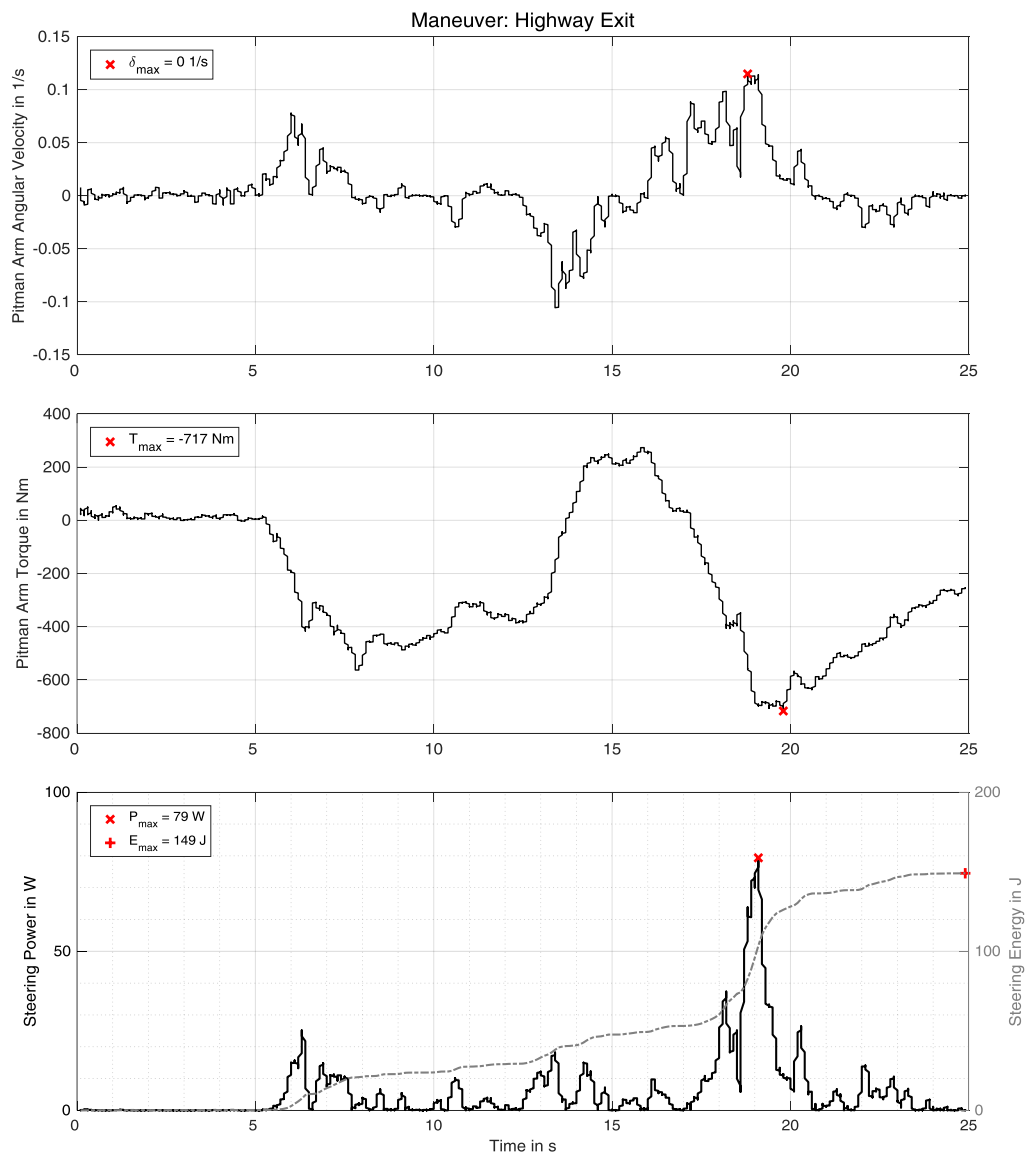 Maneuver: Highway Exit
δmax = 0 1/s
Pitman Arm Angular Velocity in 1/s
0.15
0.1
0.05
0
-0.05
-0.1
-0.15
0 5 10 15 20 25
Tmax = -717 Nm
Pitman Arm Torque in Nm
400
200
0
-200
-400
-600
-800
0 5 10 15 20 25
Pmax = 79 W
Emax = 149 J
Steering Power in W
100
50
0
200
100
0
Steering Energy in J
0 5 10 15 20 25
Time in s